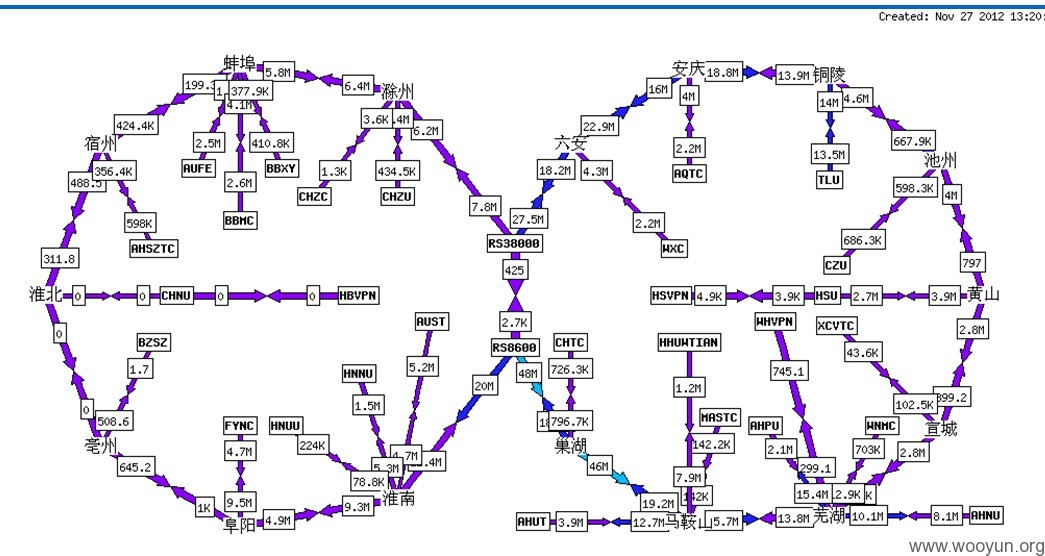 Created: Nov 27 2012 13:20:
蚌埠
5.8M
6.4M
滁州
199.3
377.9K
4.1M
424.4K
2.5M
410.8K
AUFE
BBXY
2.6M
BBMC
3.6K
.4M
6.2M
1.3K
434.5K
CHZC
CHZU
7.8M
宿州
356.4K
488.5
598K
AHSZTC
311.8
淮北
0
0
CHNU
0
0
HBVPN
0
0
BZSZ
1.7
508.6
亳州
645.2
1K
阜阳
FYNC
4.7M
9.5M
4.9M
9.3M
淮南
HNUU
224K
78.8K
HNNU
1.5M
5.3M
AUST
5.2M
.7M
.4M
20M
RS38000
425
2.7K
RS8600
27.5M
18.2M
六安
22.9M
16M
安庆
18.8M
13.9M
铜陵
4M
2.2M
AQTC
4.3M
2.2M
WXC
14M
13.5M
TLU
4.6M
667.9K
池州
598.3K
686.3K
CZU
4M
797
黄山
HSVPN
4.9K
3.9K
HSU
2.7M
3.9M
2.8M
399.2
宣城
XCVTC
43.6K
102.5K
2.8M
WHVPN
745.1
299.1
AHPU
2.1M
15.4M
WNMC
703K
2.9K
芜湖
10.1M
8.1M
AHNU
13.8M
5.7M
马鞍山
HHUWTIAN
1.2M
7.9M
MASTC
142.2K
142K
19.2M
12.7M
3.9M
AHUT
46M
巢湖
CHTC
726.3K
796.7K
48M
www.wooyun.org